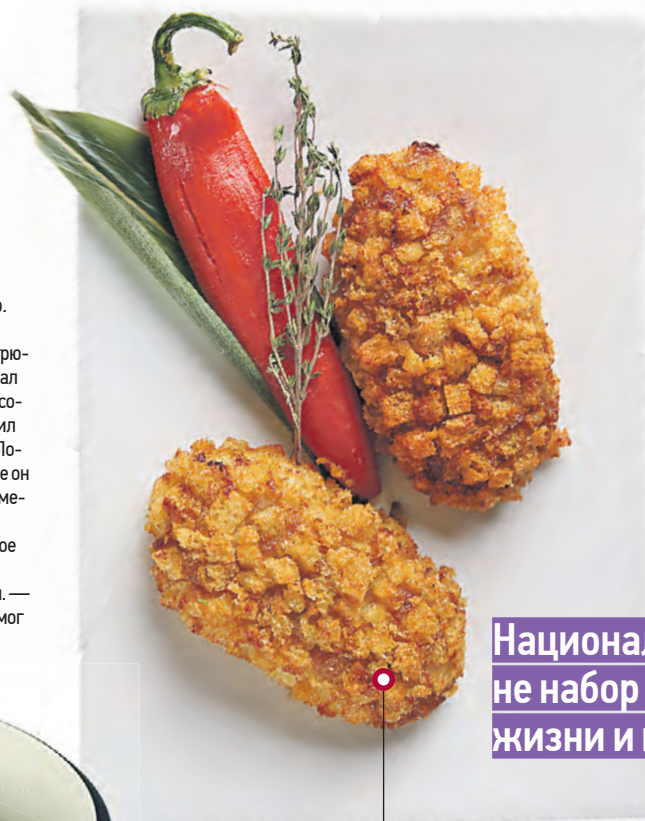 .
рю-
ал
со-
ил
По-
е он
ме-
ое
. —
мог
Национал
не набор
жизни и